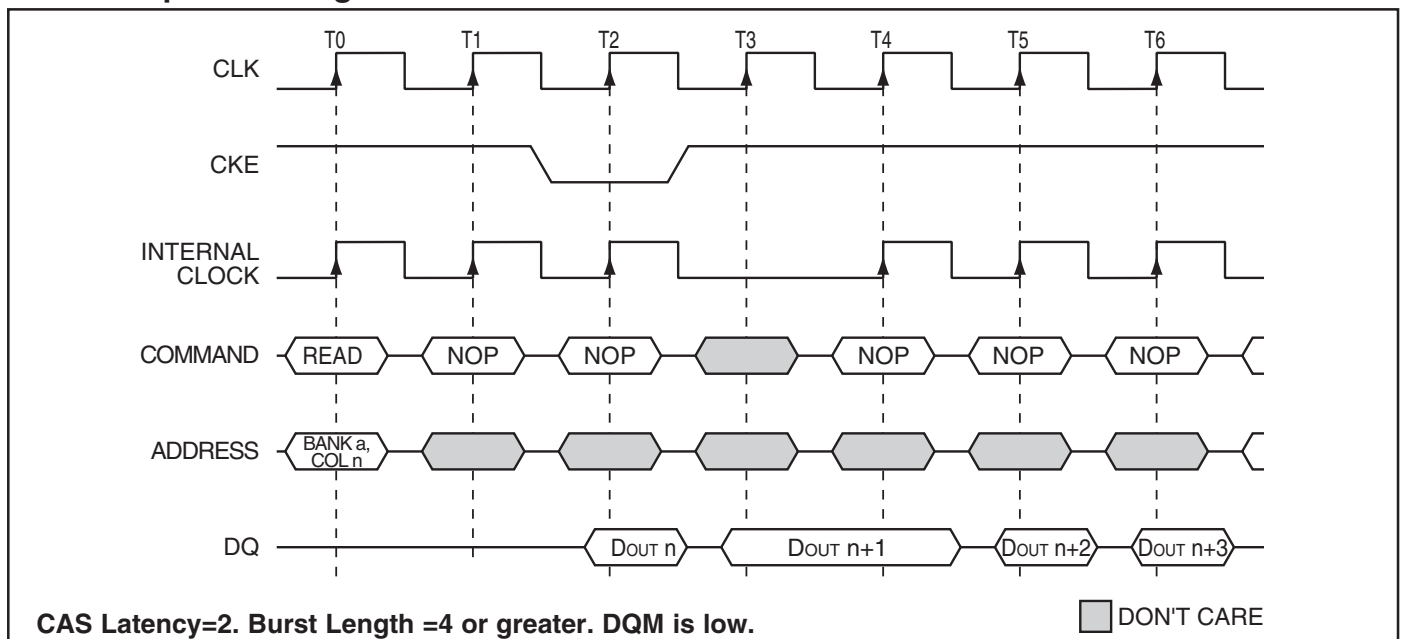 T0 T1 T2 T3 T4 T5 T6
CLK
CKE
INTERNAL
CLOCK
COMMAND READ NOP NOP NOP NOP NOP
ADDRESS BANK a,
COL n
DQ DOUT n DOUT n+1 DOUT n+2 DOUT n+3
CAS Latency=2. Burst Length =4 or greater. DQM is low.
DON'T CARE